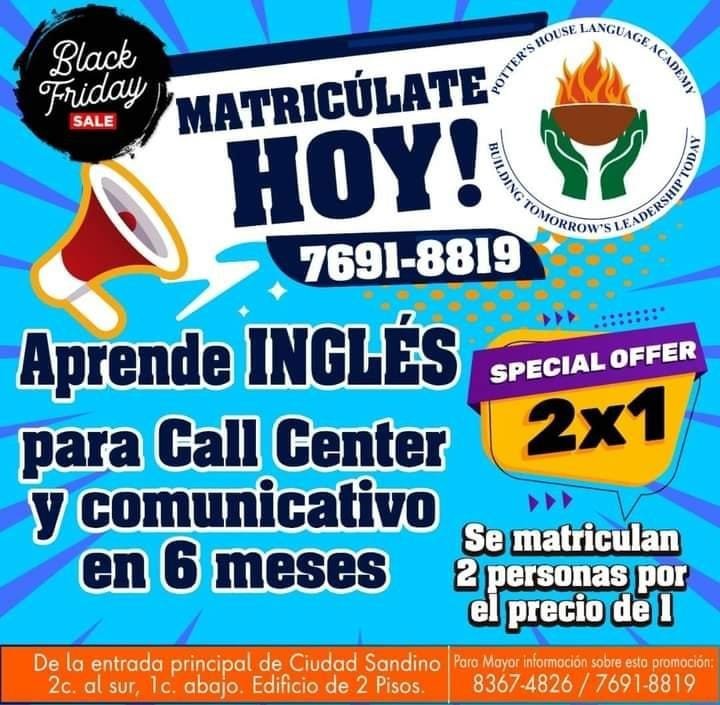 Black
Friday
SALE
MATRICÚLATE
HOY!
7691-8819
POTTER'S HOUSE LANGUAGE ACADEMY
BUILDING TOMORROW'S LEADERSHIP TODAY
Aprende INGLÉS
para Call Center
y comunicativo
en 6 meses
SPECIAL OFFER
2x1
Se matriculan
2 personas por
el precio de 1
De la entrada principal de Ciudad Sandino
2c. al sur, 1c. abajo. Edificio de 2 Pisos.
Para Mayor información sobre esta promoción:
8367-4826 / 7691-8819